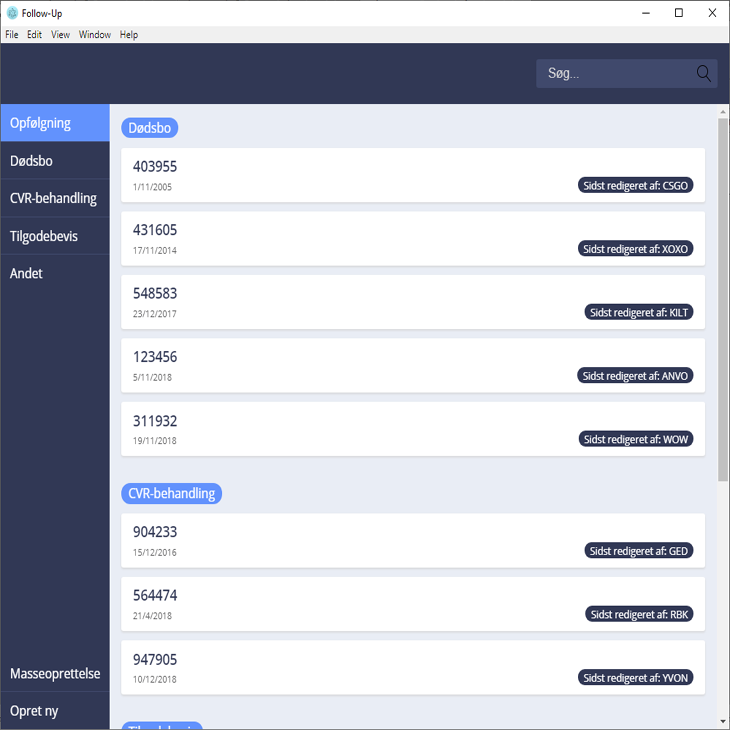 Follow-Up
File Edit View Window Help
Søg...
Opfølgning
Dødsbo
CVR-behandling
Tilgodebevis
Andet
Masseoprettelse
Opret ny
Dødsbo
403955
1/11/2005
Sidst redigeret af: CSGO
431605
17/11/2014
Sidst redigeret af: XOXO
548583
23/12/2017
Sidst redigeret af: KILT
123456
5/11/2018
Sidst redigeret af: ANVO
311932
19/11/2018
Sidst redigeret af: WOW
CVR-behandling
904233
15/12/2016
Sidst redigeret af: GED
564474
21/4/2018
Sidst redigeret af: RBK
947905
10/12/2018
Sidst redigeret af: YVON